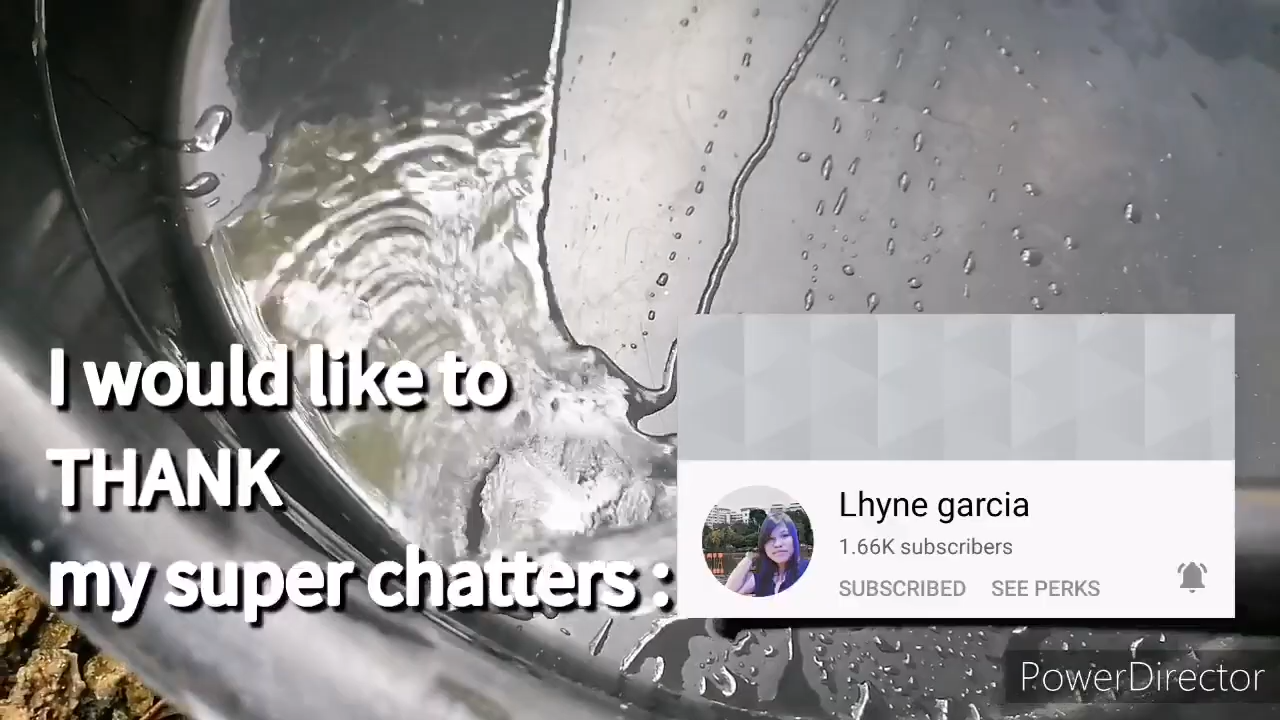 I would like to
THANK
my super chatters :
Lhyne garcia
1.66K subscribers
SUBSCRIBED SEE PERKS
PowerDirector